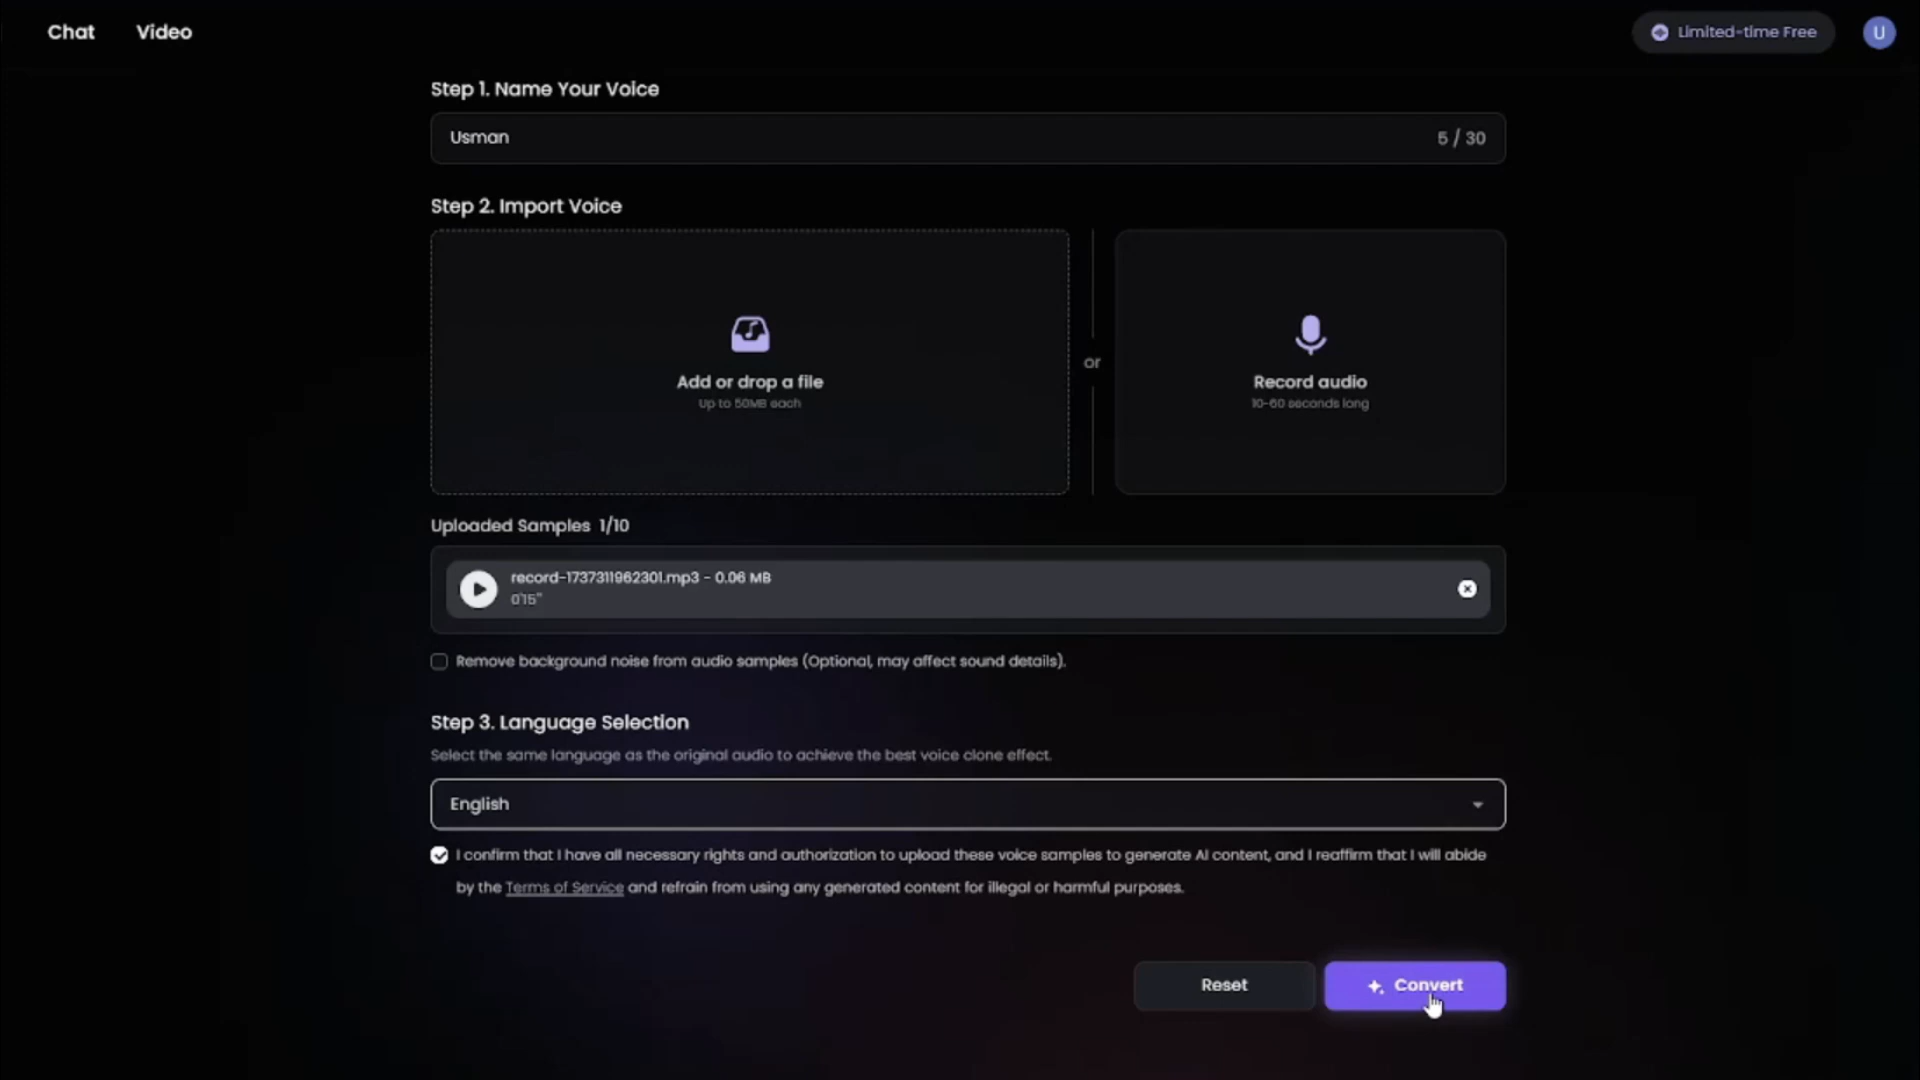 Chat
Video
Limited-time Free
U
Step 1. Name Your Voice
Usman
5 / 30
Step 2. Import Voice
Add or drop a file
Up to 50MB each
or
Record audio
10-60 seconds long
Uploaded Samples 1/10
record-1737311962301.mp3 - 0.06 MB
0'15"
Remove background noise from audio samples (Optional, may affect sound details).
Step 3. Language Selection
Select the same language as the original audio to achieve the best voice clone effect.
English
I confirm that I have all necessary rights and authorization to upload these voice samples to generate AI content, and I reaffirm that I will abide
by the Terms of Service and refrain from using any generated content for illegal or harmful purposes.
Reset
Convert